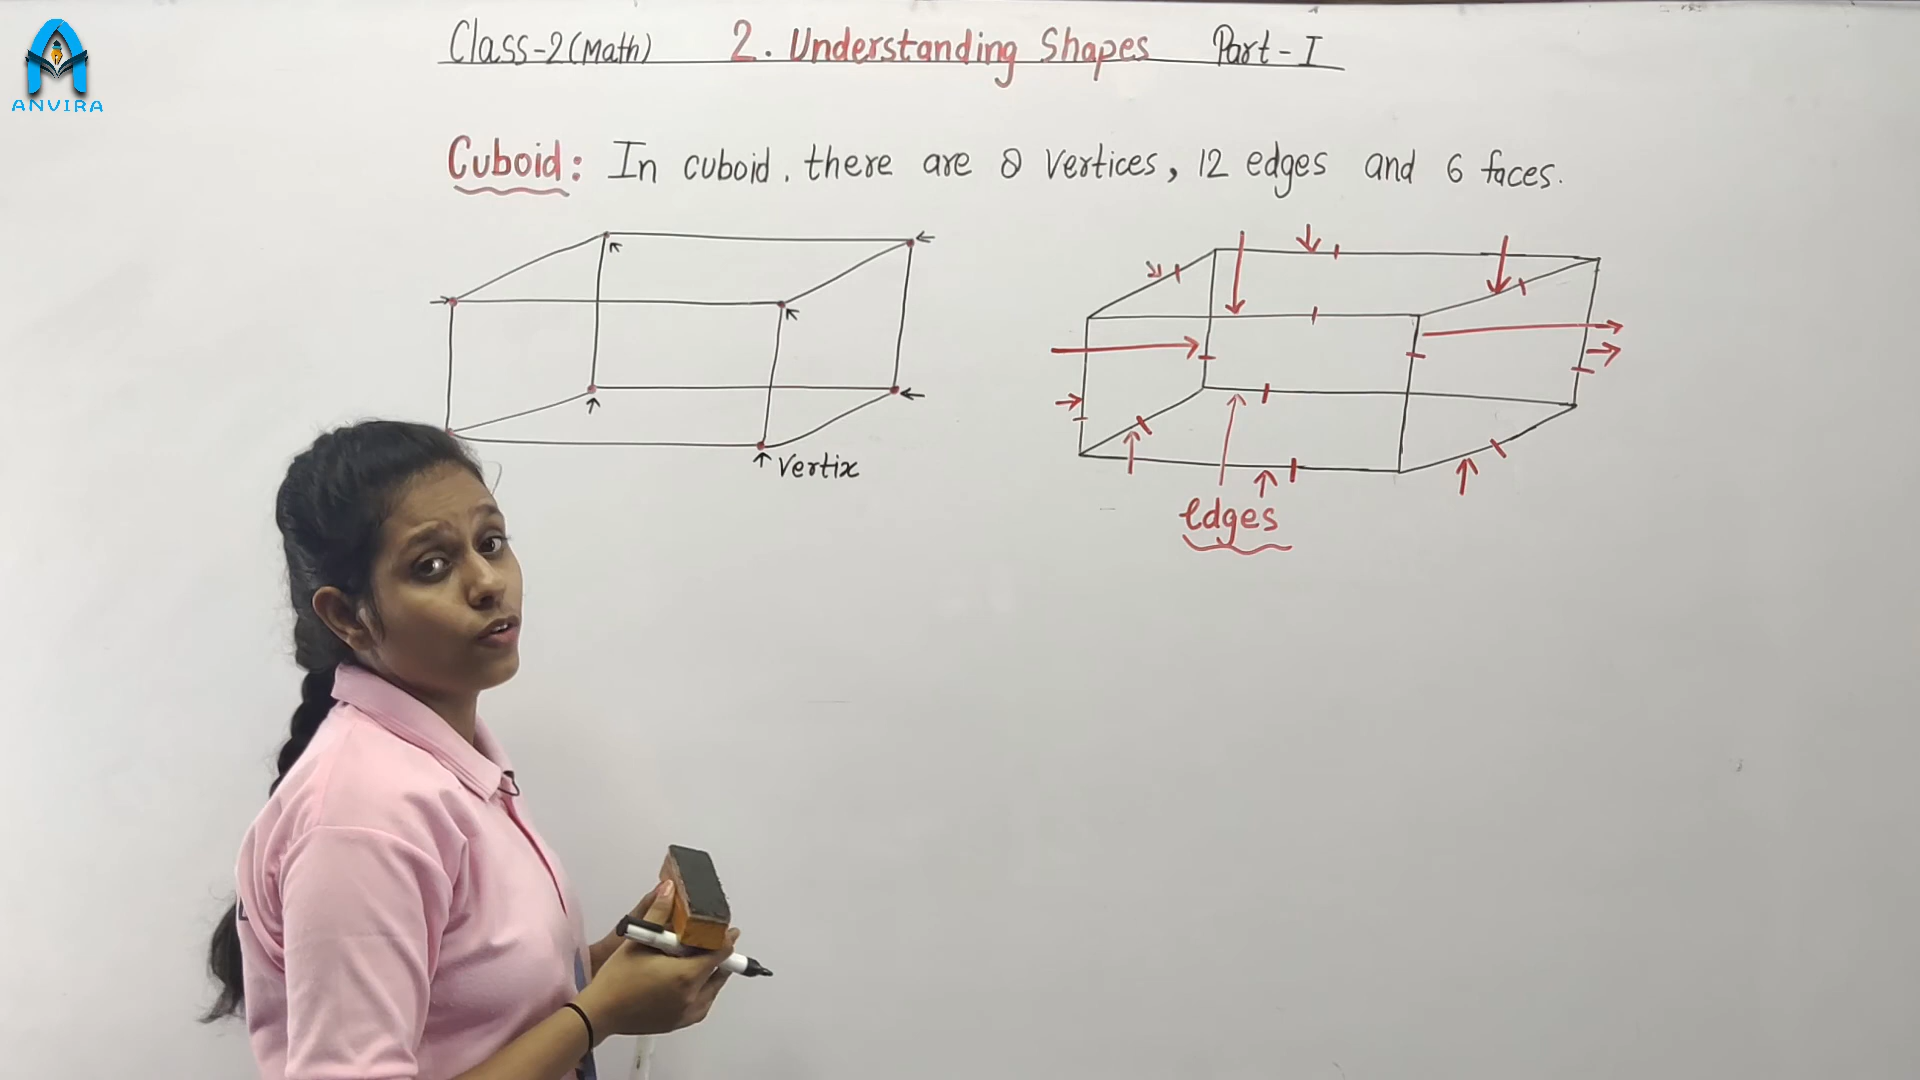 ANVIRA
Class-2 (Math) 2. Understanding Shapes Part-I
Cuboid: In cuboid. there are 8 vertices, 12 edges and 6 faces.
Vertix
edges